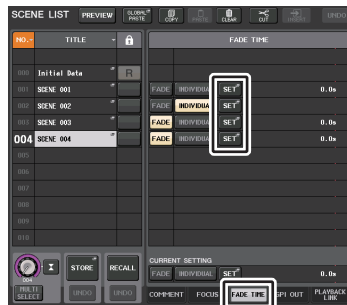 SCENE LIST PREVIEW GLOBAL PASTE COPY PASTE CLEAR CUT INSERT UNDO
NO. TITLE FADE TIME
000 Initial Data R
001 SCENE 001 FADE INDIVIDUAL SET 0.0s
002 SCENE 002 FADE INDIVIDUAL SET
003 SCENE 003 FADE INDIVIDUAL SET 0.0s
004 SCENE 004 FADE INDIVIDUAL SET 0.0s
005
006
007
008
009
010
CURRENT SETTING
004 STORE RECALL FADE INDIVIDUAL SET 0.0s
MULTI SELECT UNDO UNDO COMMENT FOCUS FADE TIME GPI OUT PLAYBACK LINK